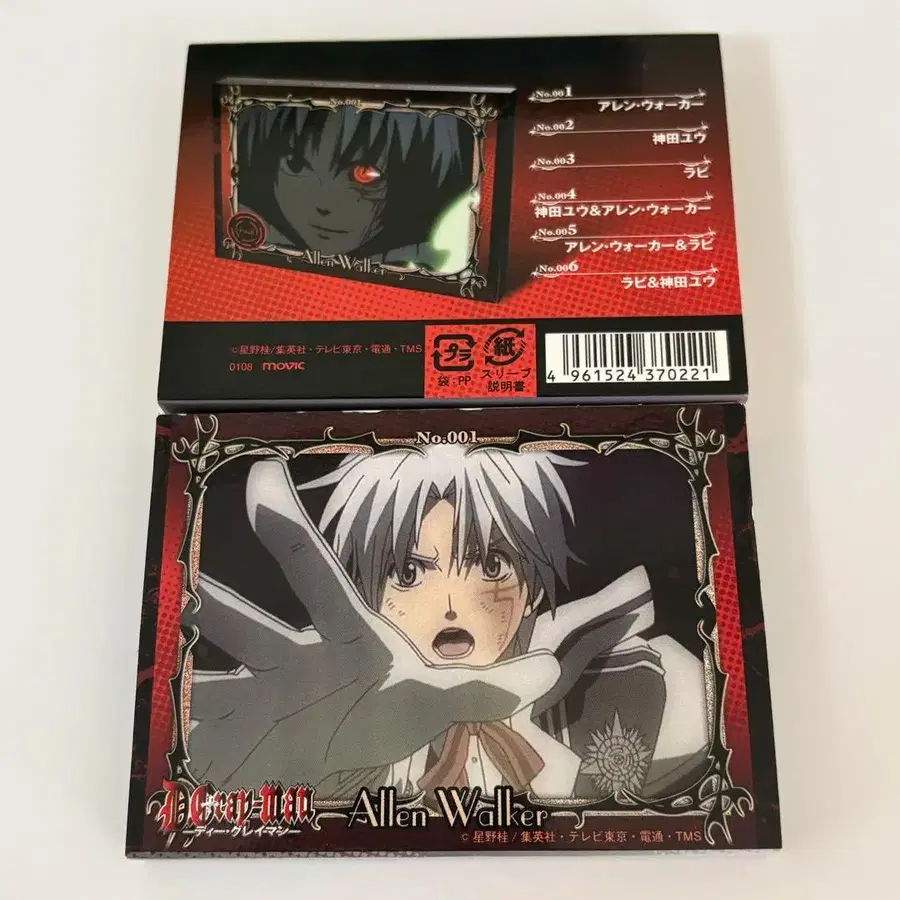 No.001
Allen Walker
No.001
アレン・ウォーカー
No.002
神田ユウ
No.003
ラビ
No.004
神田ユウ&アレン・ウォーカー
No.005
アレン・ウォーカー&ラビ
No.006
ラビ&神田ユウ
©星野桂/集英社・テレビ東京・電通・TMS
0108 movic
プラ
袋:PP
紙
スリーブ
説明書
4 961524 370221
No.001
D.Gray-man
ディー・グレイマン
Allen Walker
© 星野桂/集英社・テレビ東京・電通・TMS